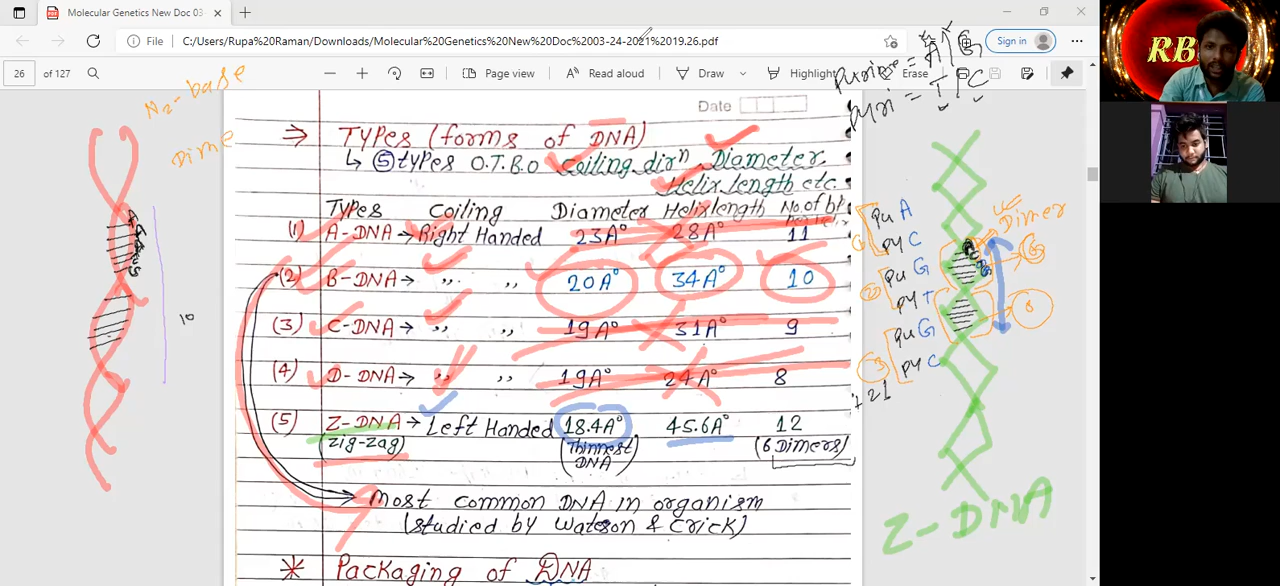 Molecular Genetics New Doc 03-
File
C:/Users/Rupa%20Raman/Downloads/Molecular%20Genetics%20New%20Doc%2003-24-2021%2019.26.pdf
Sign in
26 of 127
Page view
Read aloud
Draw
Highlight
Erase
Purine = A G
Pyri = T C
N2-base
Dime
10
Date
⇒ TYPES (forms of DNA)
↳ ⑤ types O.T.B.O Coiling dirⁿ, Diameter,
Helix length etc.
Types Coiling Diameter Helix length No. of bp
(1) A-DNA → Right Handed 23A° 28A° 11
(2) B-DNA → ,, ,, 20A° 34A° 10
(3) C-DNA → ,, ,, 19A° 31A° 9
(4) D-DNA → ,, ,, 19A° 24A° 8
(5) Z-DNA → Left Handed 18.4A° 45.6A° 12
(zig-zag) (Thinnest DNA) (6 Dimers)
Most common DNA in organism
(studied by Watson & Crick)
* Packaging of DNA
pu A
py C
pu G
py T
pu G
py C
Dimer
Z-DNA
RB